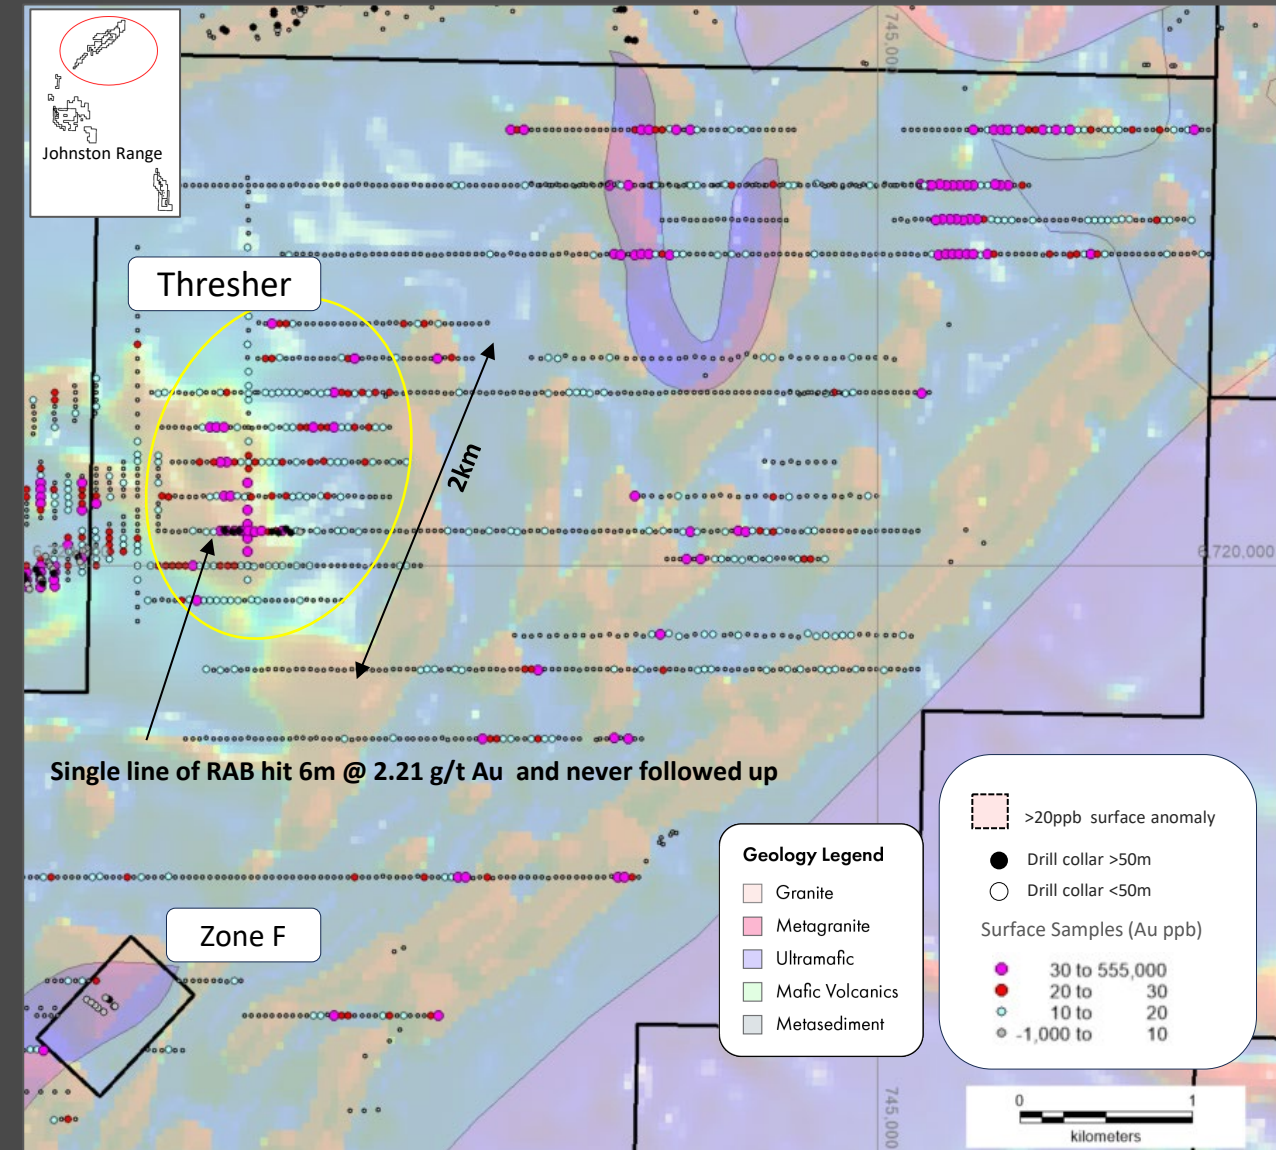 Johnston Range
745,000
Thresher
2km
6,720,000
Single line of RAB hit 6m @ 2.21 g/t Au and never followed up
Zone F
Geology Legend
Granite
Metagranite
Ultramafic
Mafic Volcanics
Metasediment
>20ppb surface anomaly
Drill collar >50m
Drill collar <50m
Surface Samples (Au ppb)
30 to 555,000
20 to 30
10 to 20
-1,000 to 10
745,000
0 1
kilometers